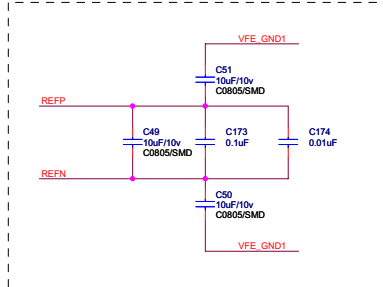 VFE_GND1
C51
10uF/10v
C0805/SMD
REFP
C49
10uF/10v
C0805/SMD
C173
0.1uF
C174
0.01uF
REFN
C50
10uF/10v
C0805/SMD
VFE_GND1